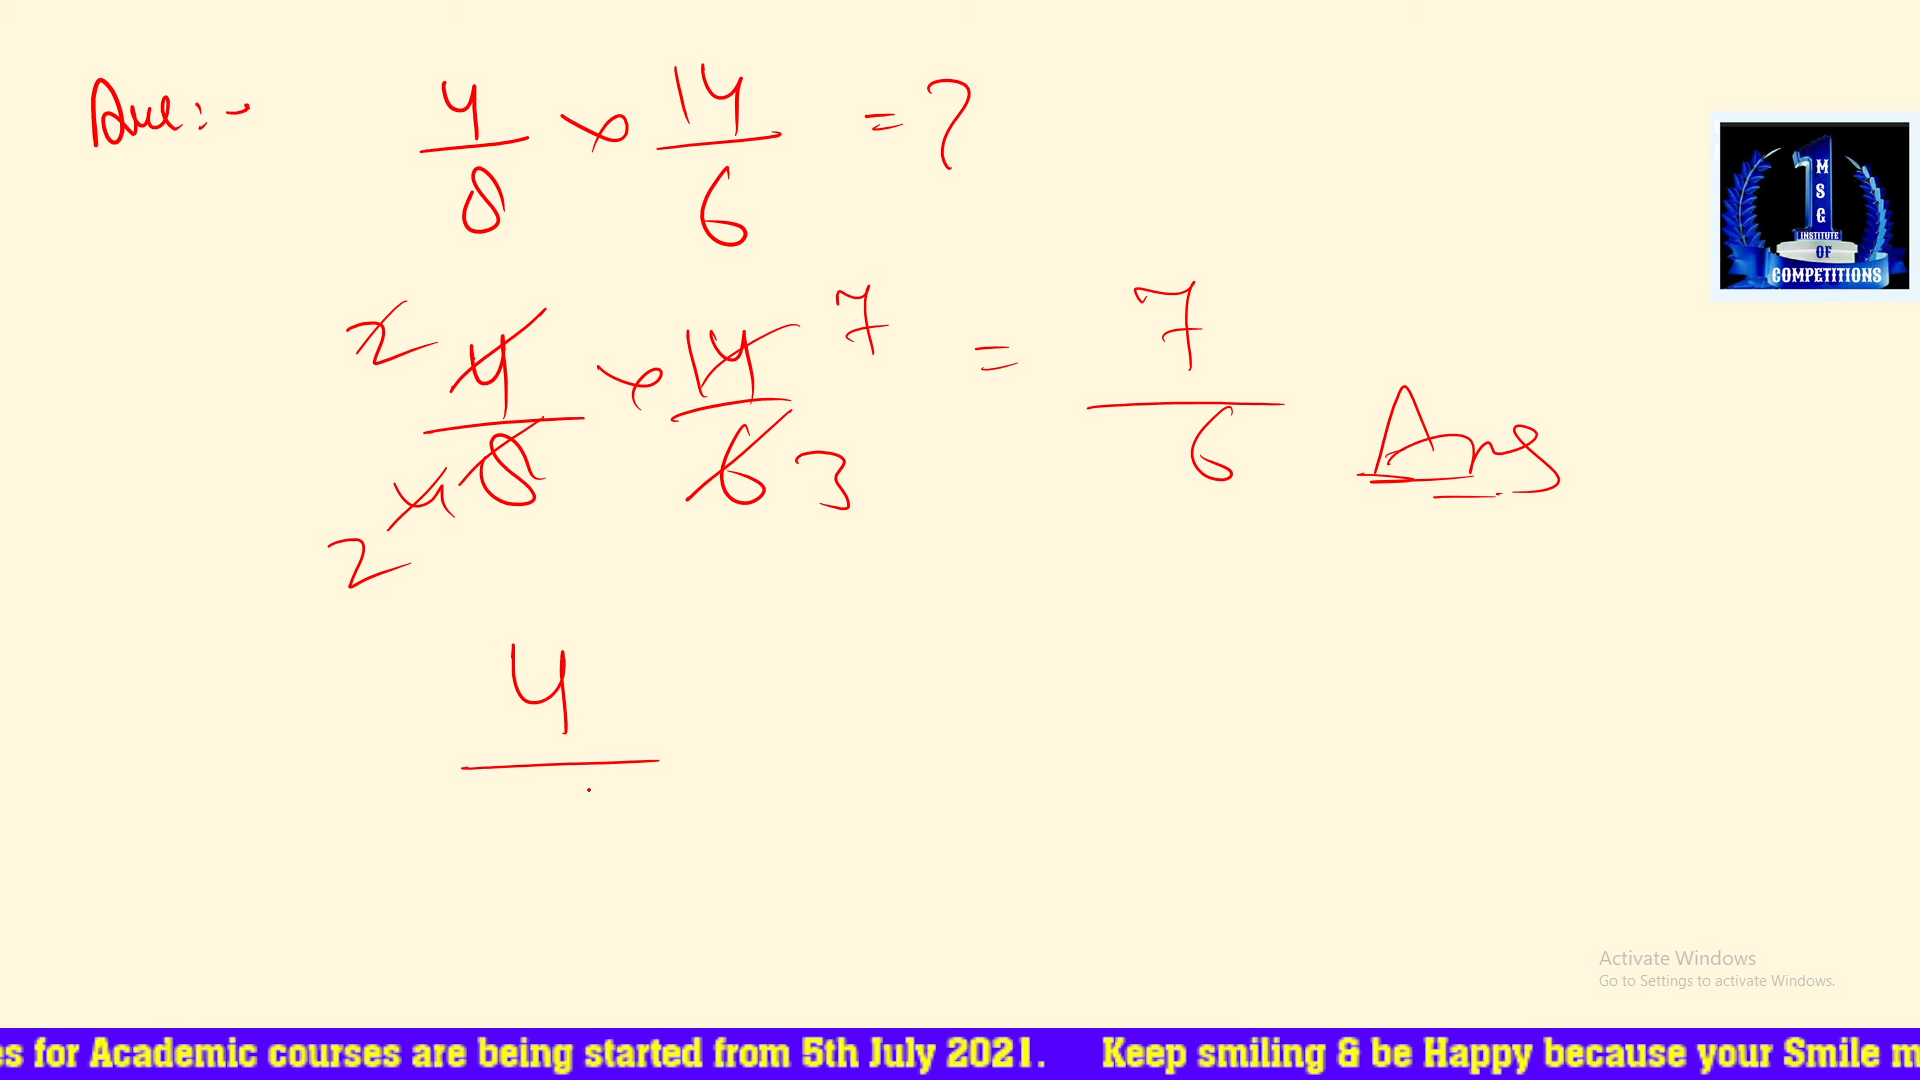 Que:-
4/8 × 14/6 = ?
2 4/8 × 14/6 7 = 7/6 Ans
4 3
2
4
1
M
S
G
INSTITUTE
OF
COMPETITIONS
Activate Windows
Go to Settings to activate Windows.
es for Academic courses are being started from 5th July 2021. Keep smiling & be Happy because your Smile m